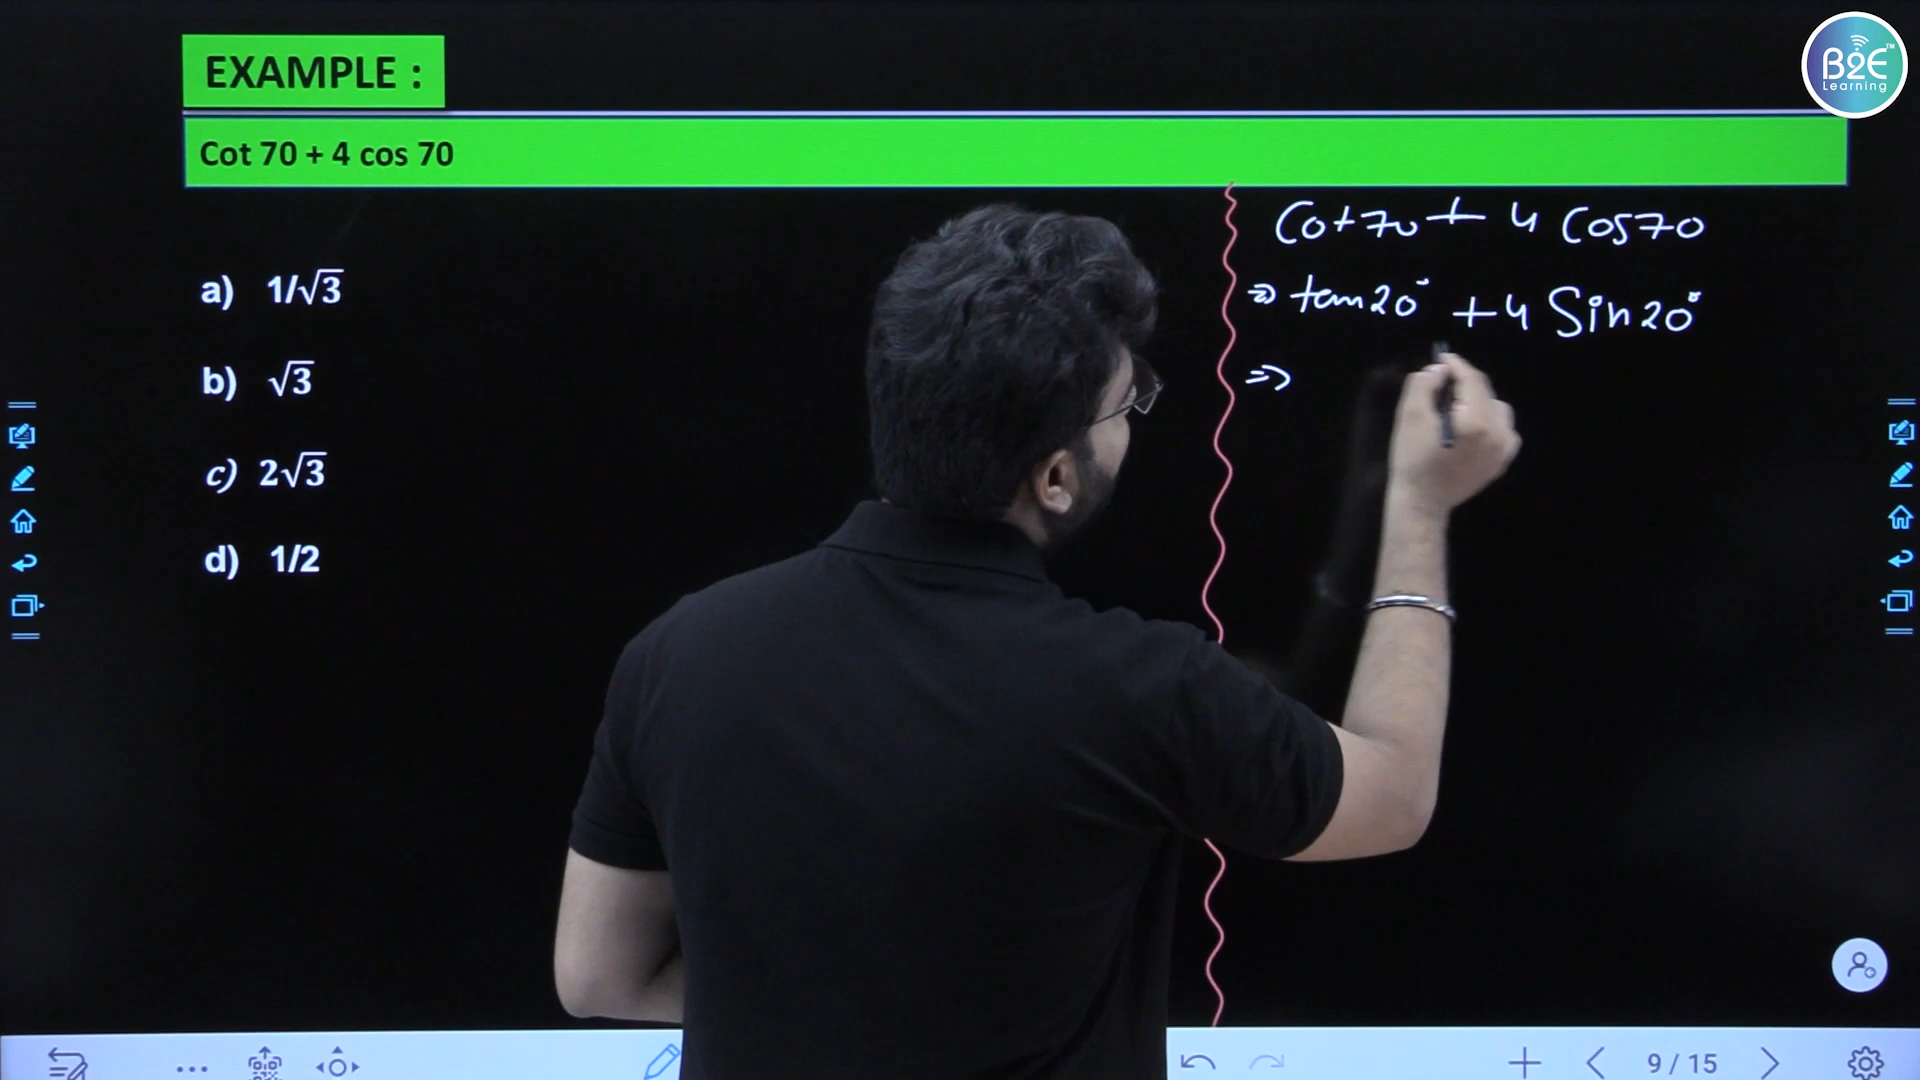 B2E™
Learning
EXAMPLE :
Cot 70 + 4 cos 70
a) 1/√3
b) √3
c) 2√3
d) 1/2
Cot70 + 4 Cos70
⇒ tan20° + 4 Sin20°
⇒
9 / 15